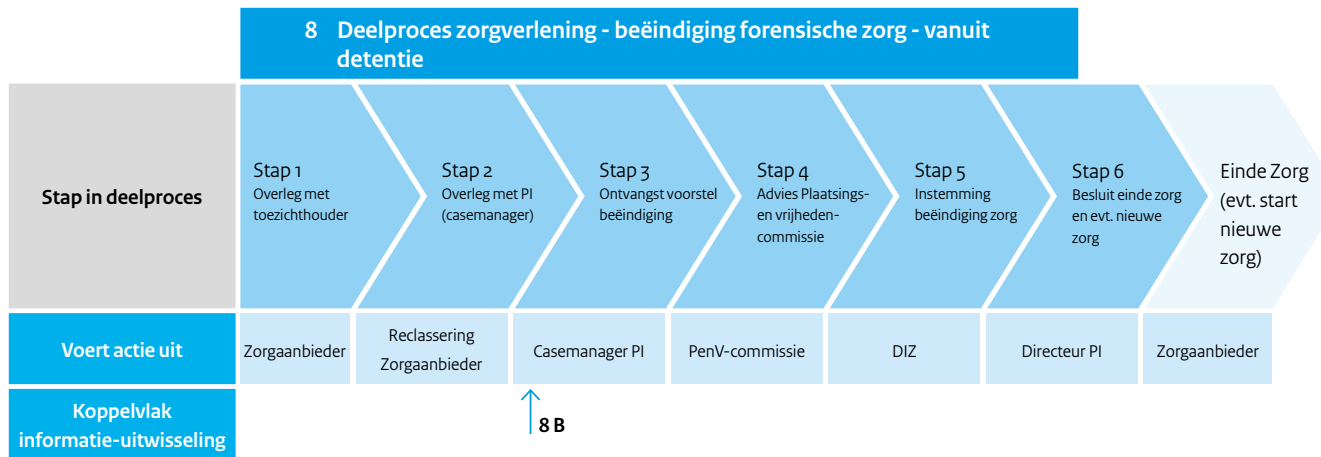 8 Deelproces zorgverlening - beëindiging forensische zorg - vanuit
detentie
Stap in deelproces
Stap 1
Overleg met
toezichthouder
Stap 2
Overleg met PI
(casemanager)
Stap 3
Ontvangst voorstel
beëindiging
Stap 4
Advies Plaatsings-
en vrijheden-
commissie
Stap 5
Instemming
beëindiging zorg
Stap 6
Besluit einde zorg
en evt. nieuwe
zorg
Einde Zorg
(evt. start
nieuwe
zorg)
Voert actie uit
Zorgaanbieder
Reclassering
Zorgaanbieder
Casemanager PI
PenV-commissie
DIZ
Directeur PI
Zorgaanbieder
Koppelvlak
informatie-uitwisseling
8 B